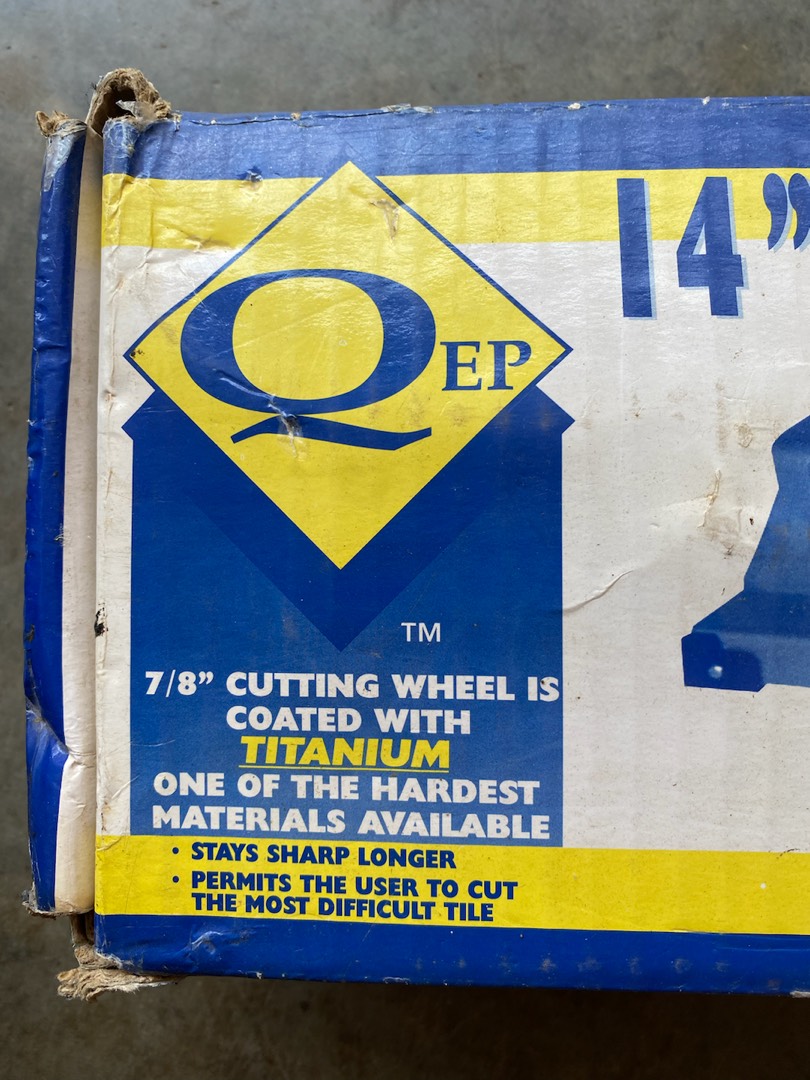 14”
QEP
TM
7/8” CUTTING WHEEL IS
COATED WITH
TITANIUM
ONE OF THE HARDEST
MATERIALS AVAILABLE
• STAYS SHARP LONGER
• PERMITS THE USER TO CUT
THE MOST DIFFICULT TILE